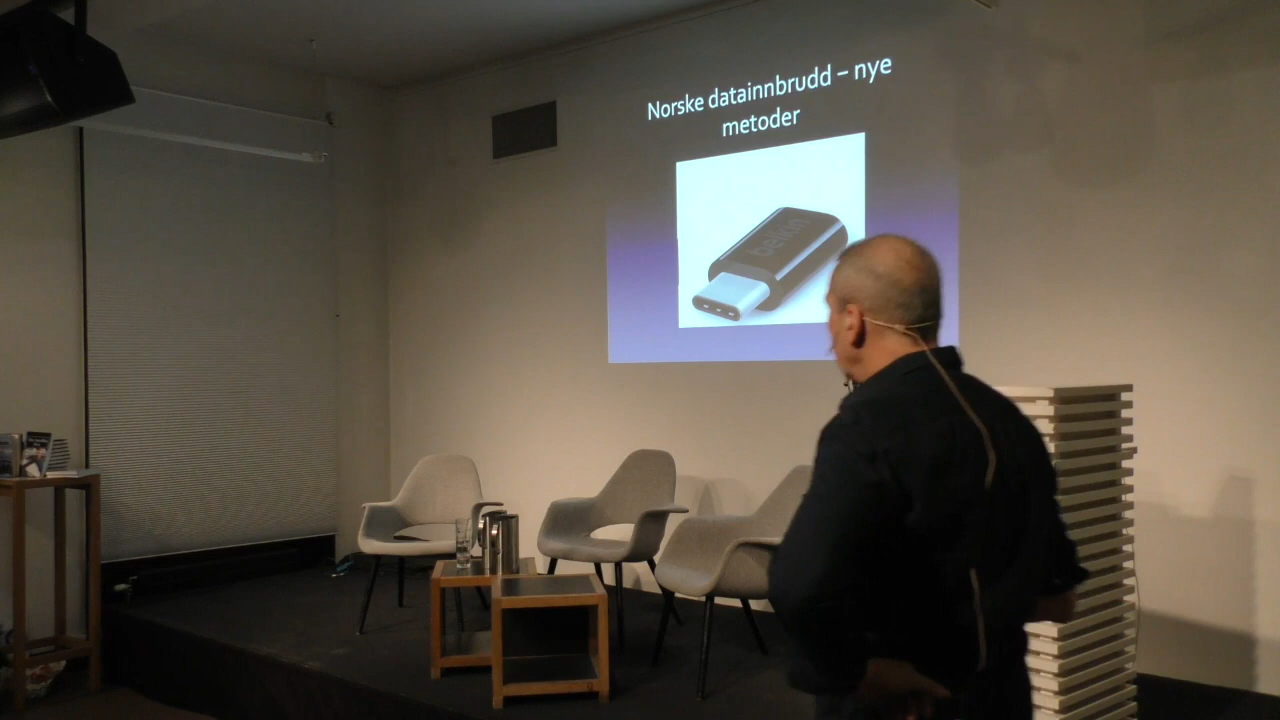 Norske datainnbrudd – nye
metoder
belkin